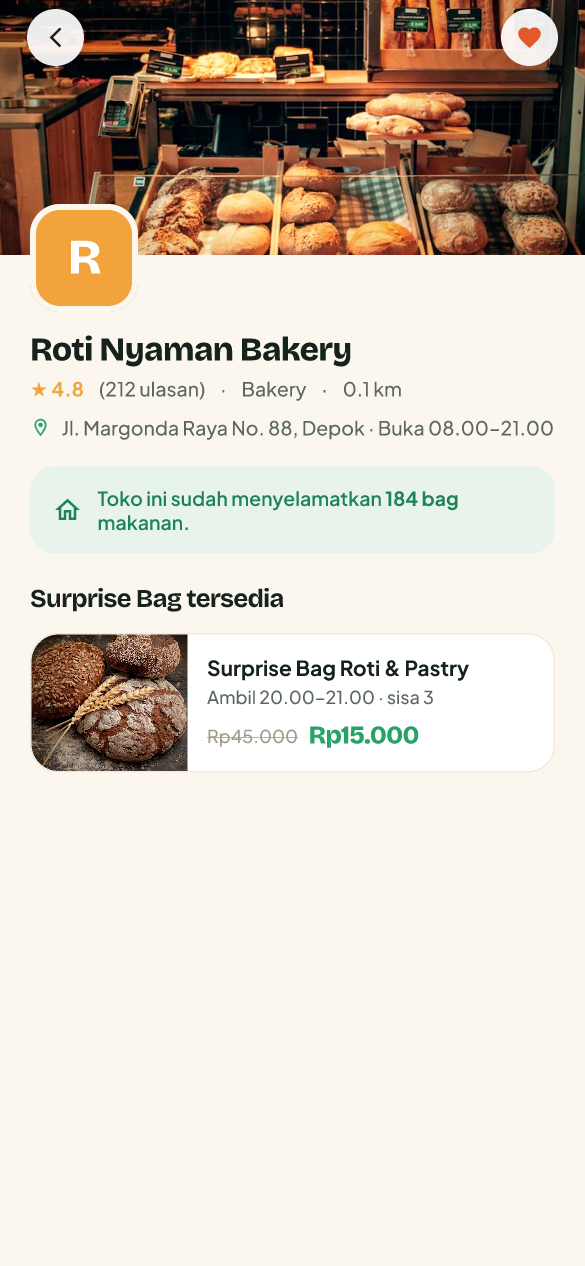 R
Roti Nyaman Bakery
★ 4.8 (212 ulasan) · Bakery · 0.1 km
Jl. Margonda Raya No. 88, Depok · Buka 08.00–21.00
Toko ini sudah menyelamatkan 184 bag
makanan.
Surprise Bag tersedia
Surprise Bag Roti & Pastry
Ambil 20.00–21.00 · sisa 3
Rp45.000 Rp15.000